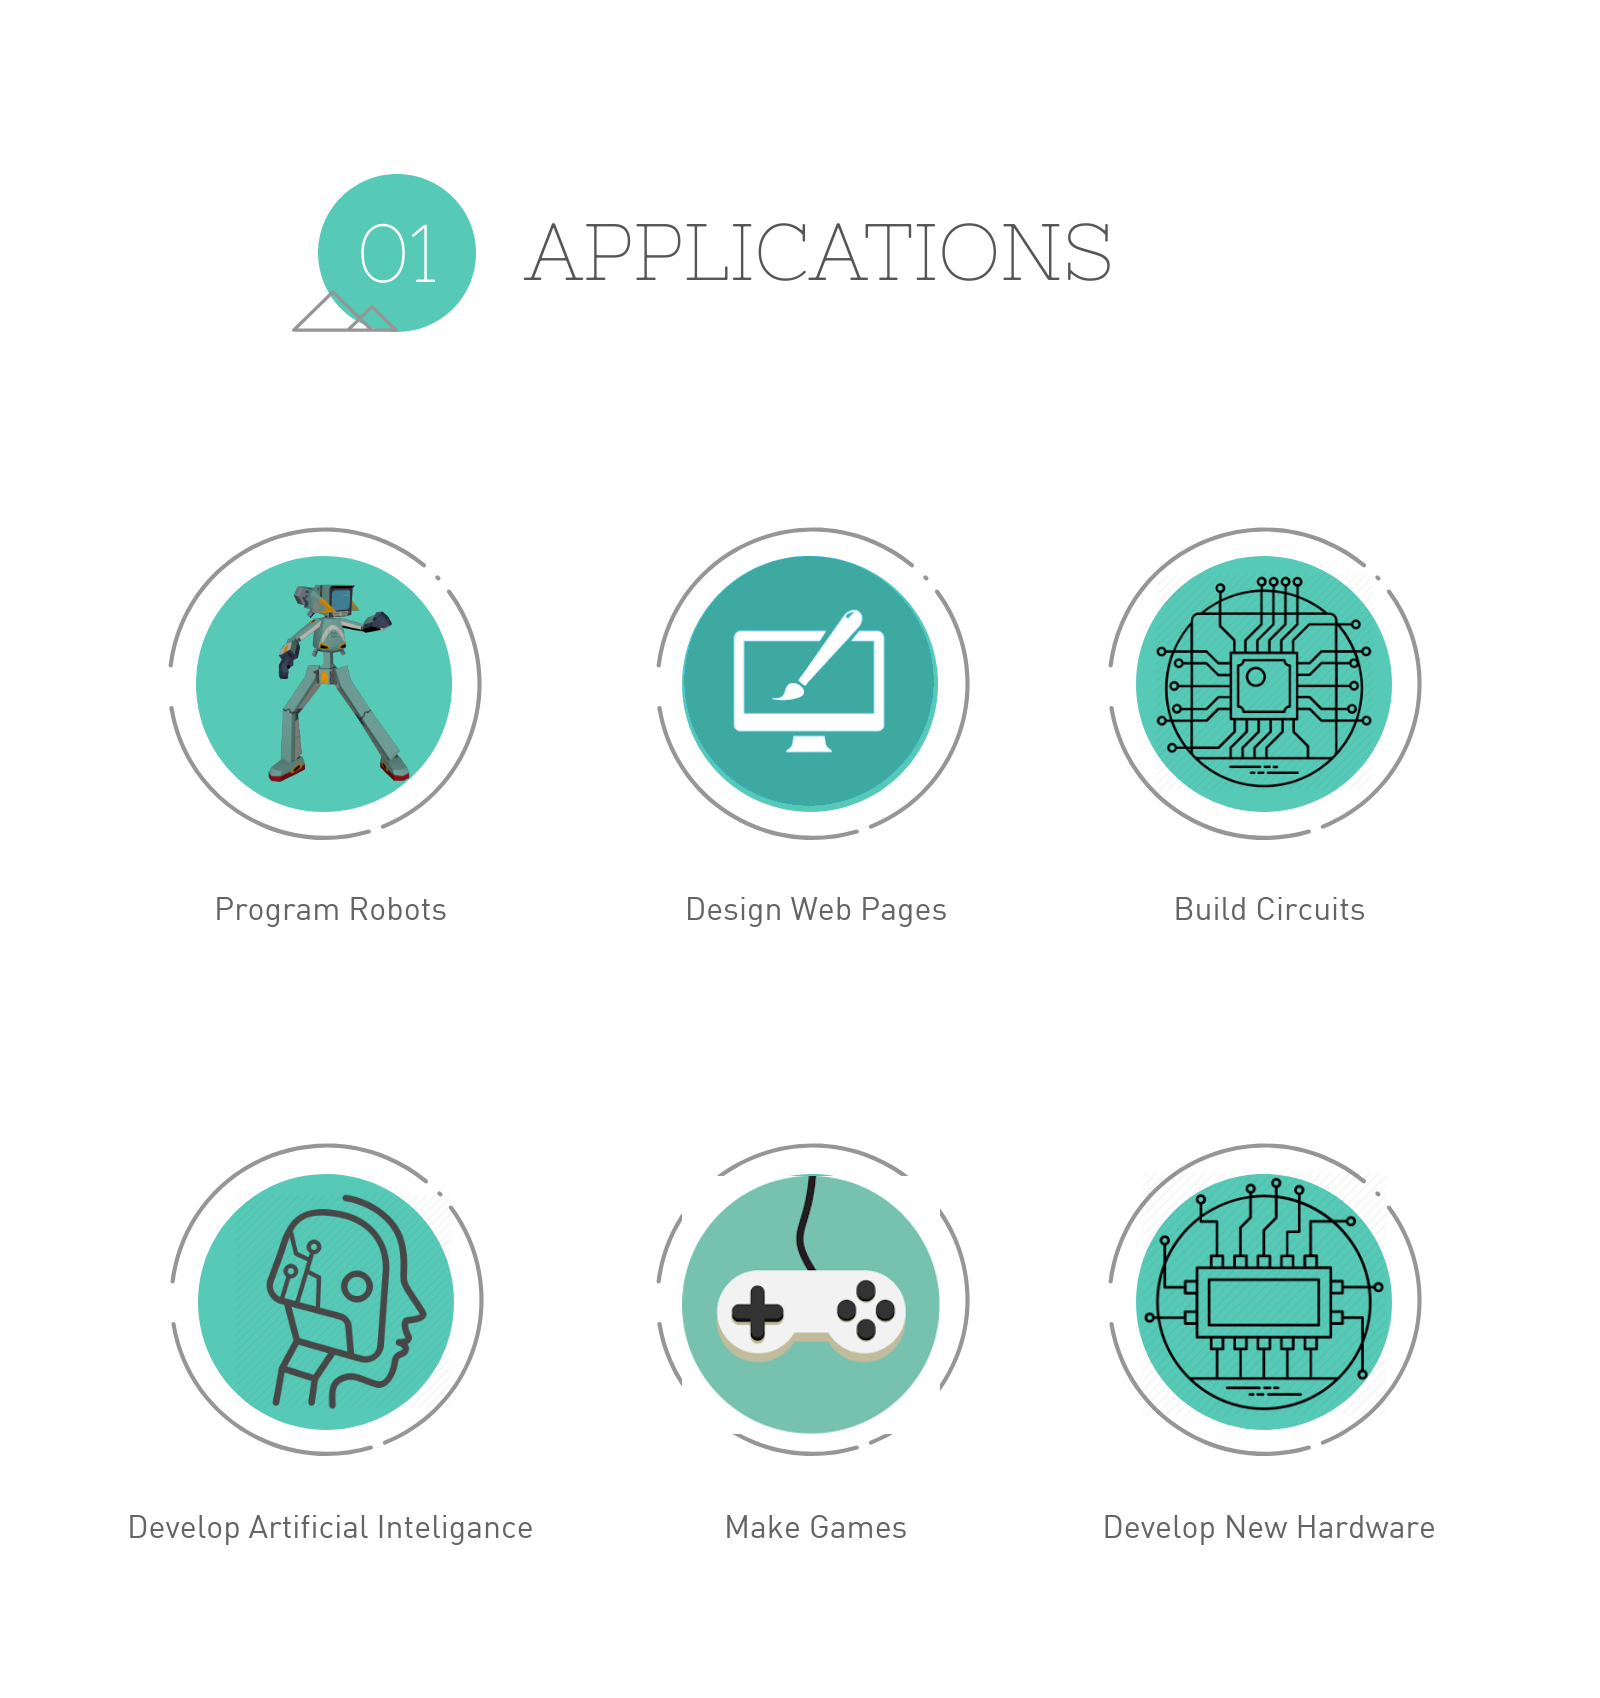 01
APPLICATIONS
Program Robots
Design Web Pages
Build Circuits
Develop Artificial Inteligance
Make Games
Develop New Hardware